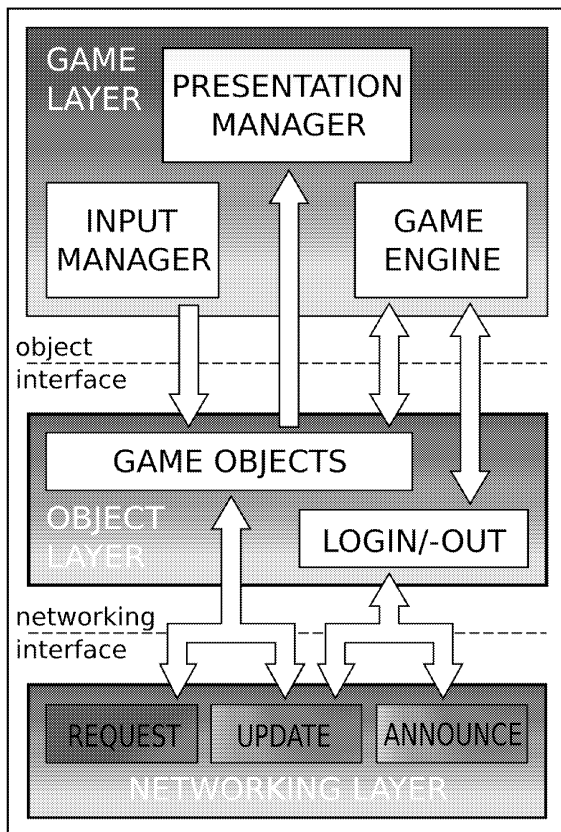 GAME
LAYER
PRESENTATION
MANAGER
INPUT
MANAGER
GAME
ENGINE
object
interface
GAME OBJECTS
OBJECT
LAYER
LOGIN/-OUT
networking
interface
REQUEST
UPDATE
ANNOUNCE
NETWORKING LAYER